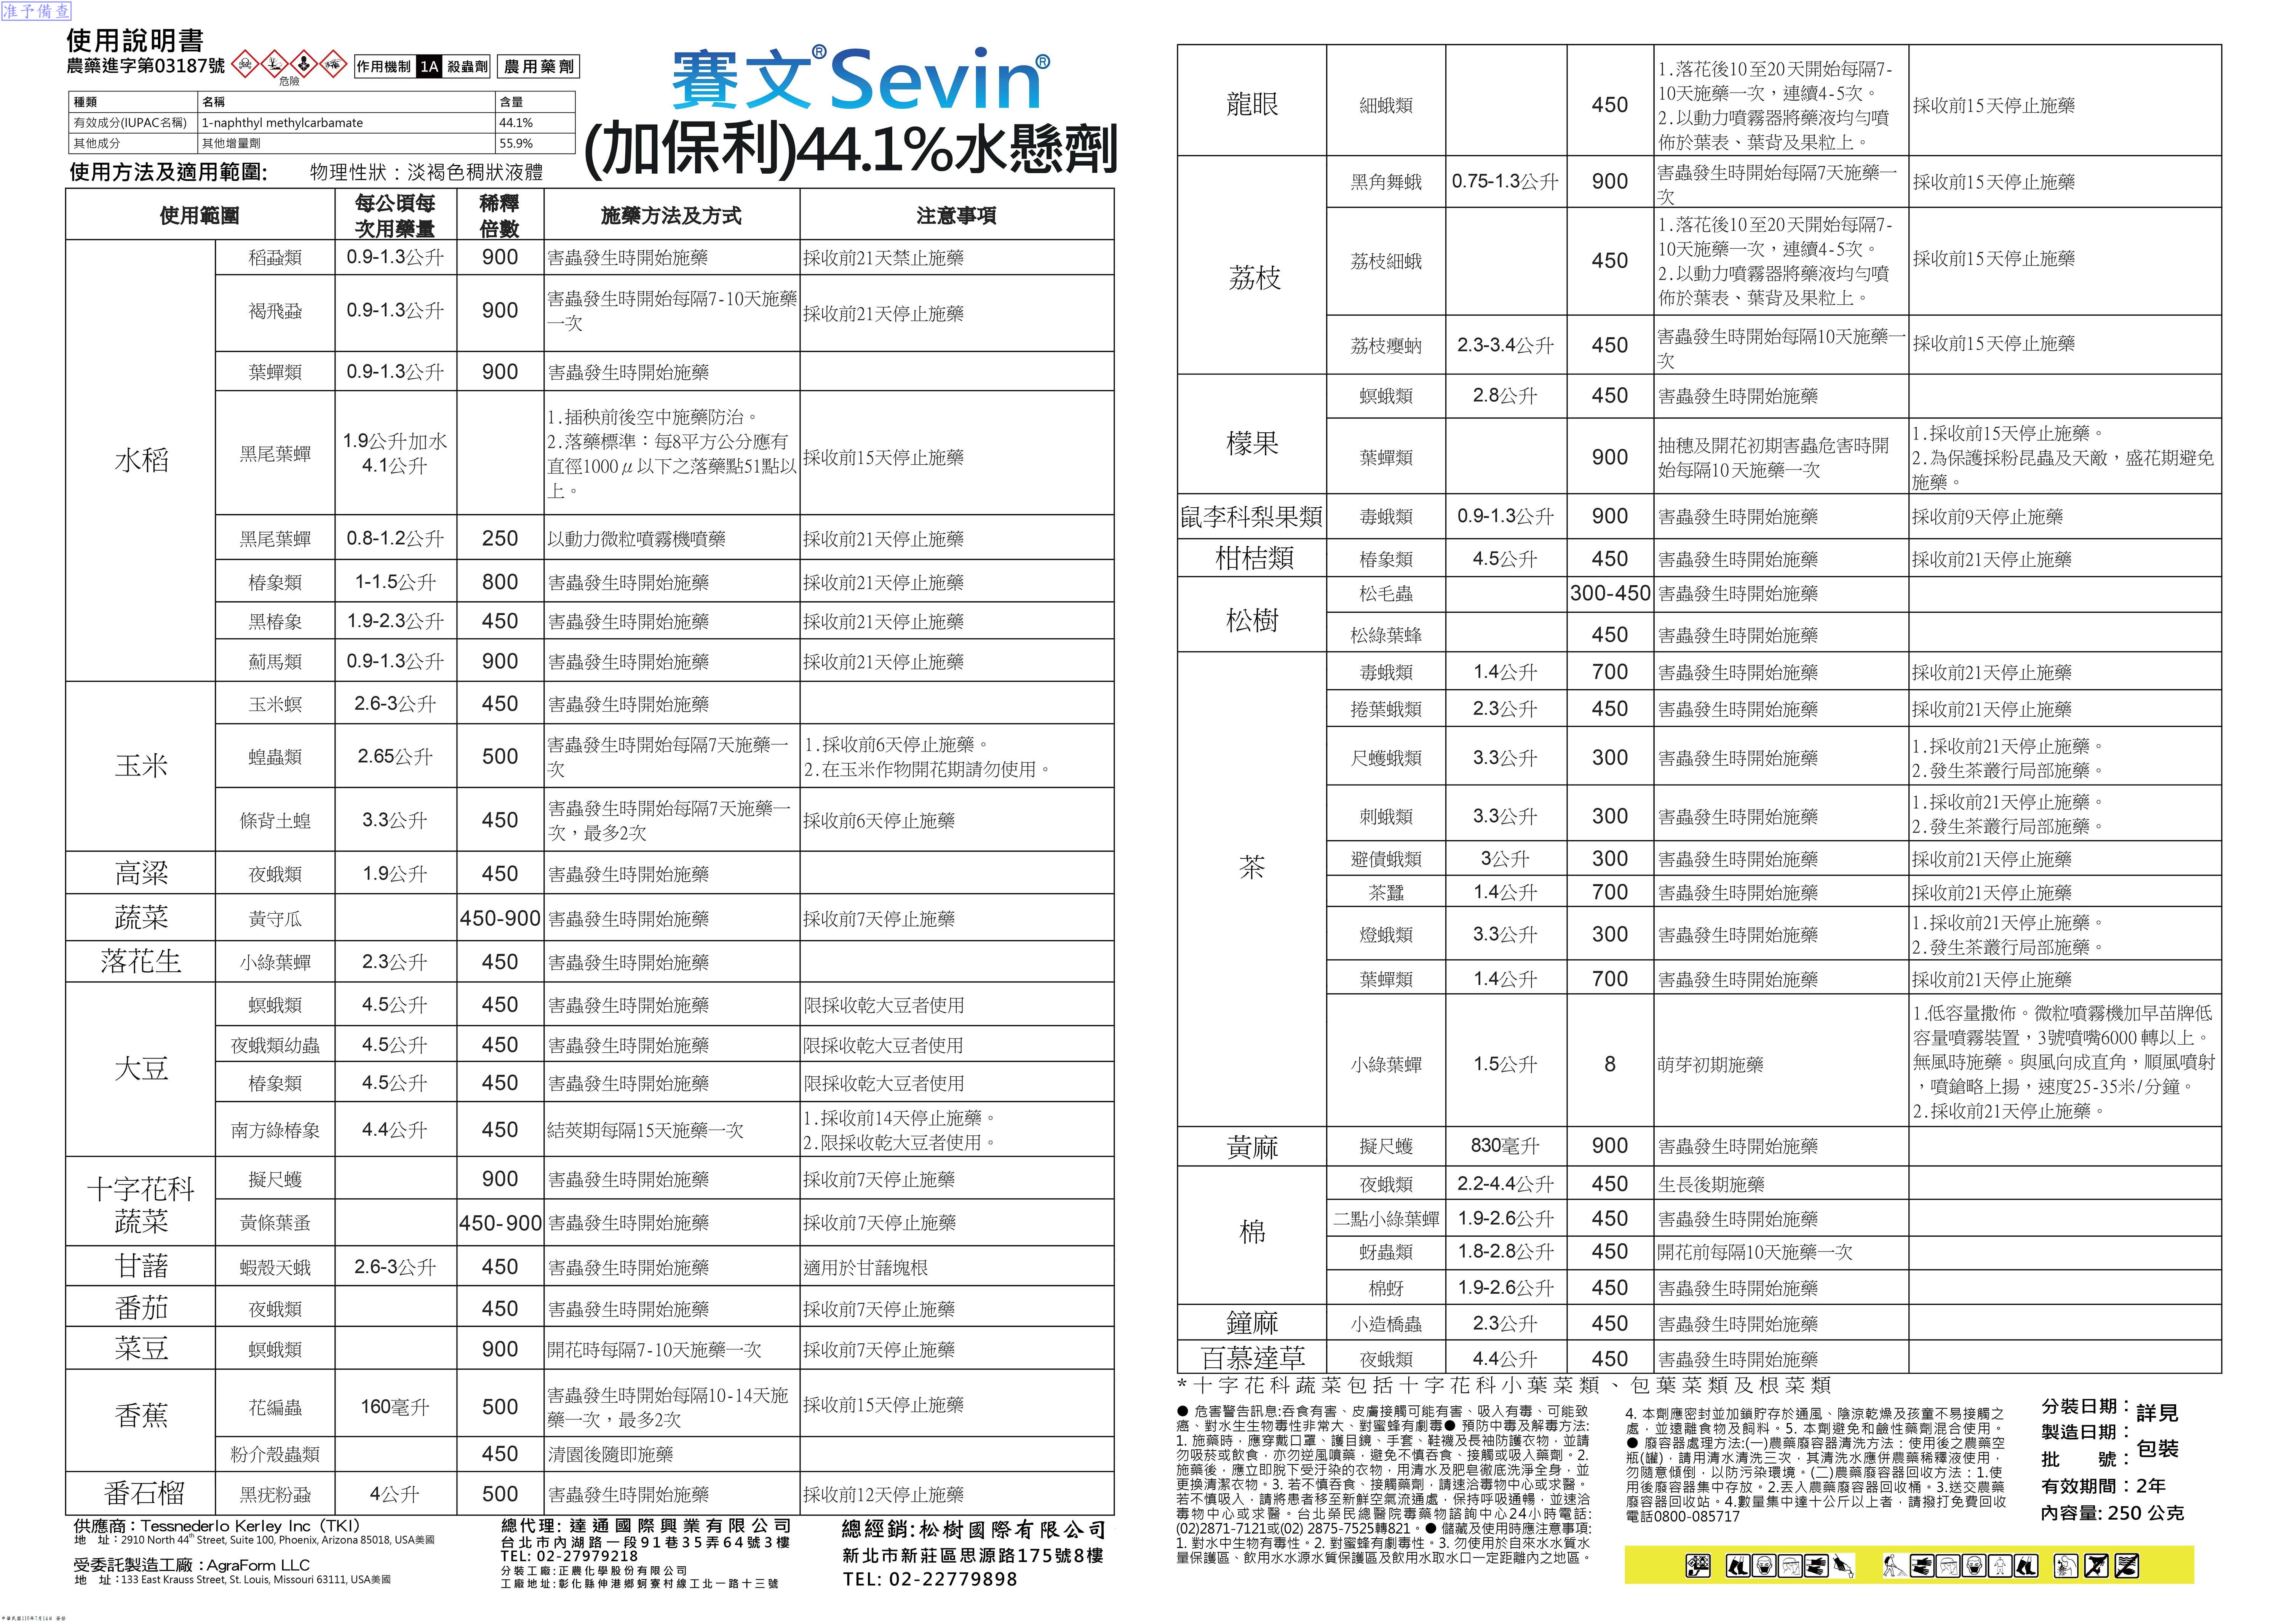 准予備查
使用說明書
農藥進字第03187號
危險
作用機制 1A 殺蟲劑 農用藥劑
賽文®Sevin®
(加保利)44.1%水懸劑
種類 名稱 含量
有效成分(IUPAC名稱) 1-naphthyl methylcarbamate 44.1%
其他成分 其他增量劑 55.9%
使用方法及適用範圍: 物理性狀：淡褐色稠狀液體
使用範圍 每公頃每次用藥量 稀釋倍數 施藥方法及方式 注意事項
水稻
稻蝨類 0.9-1.3公升 900 害蟲發生時開始施藥 採收前21天禁止施藥
褐飛蝨 0.9-1.3公升 900 害蟲發生時開始每隔7-10天施藥一次 採收前21天停止施藥
葉蟬類 0.9-1.3公升 900 害蟲發生時開始施藥
黑尾葉蟬 1.9公升加水4.1公升
1.插秧前後空中施藥防治。
2.落藥標準：每8平方公分應有
直徑1000μ以下之落藥點51點以
上。
採收前15天停止施藥
黑尾葉蟬 0.8-1.2公升 250 以動力微粒噴霧機噴藥 採收前21天停止施藥
椿象類 1-1.5公升 800 害蟲發生時開始施藥 採收前21天停止施藥
黑椿象 1.9-2.3公升 450 害蟲發生時開始施藥 採收前21天停止施藥
薊馬類 0.9-1.3公升 900 害蟲發生時開始施藥 採收前21天停止施藥
玉米
玉米螟 2.6-3公升 450 害蟲發生時開始施藥
蝗蟲類 2.65公升 500 害蟲發生時開始每隔7天施藥一次
1.採收前6天停止施藥。
2.在玉米作物開花期請勿使用。
條背土蝗 3.3公升 450 害蟲發生時開始每隔7天施藥一次，最多2次 採收前6天停止施藥
高粱 夜蛾類 1.9公升 450 害蟲發生時開始施藥
蔬菜 黃守瓜 450-900 害蟲發生時開始施藥 採收前7天停止施藥
落花生 小綠葉蟬 2.3公升 450 害蟲發生時開始施藥
大豆
螟蛾類 4.5公升 450 害蟲發生時開始施藥 限採收乾大豆者使用
夜蛾類幼蟲 4.5公升 450 害蟲發生時開始施藥 限採收乾大豆者使用
椿象類 4.5公升 450 害蟲發生時開始施藥 限採收乾大豆者使用
南方綠椿象 4.4公升 450 結莢期每隔15天施藥一次
1.採收前14天停止施藥。
2.限採收乾大豆者使用。
十字花科蔬菜
擬尺蠖 900 害蟲發生時開始施藥 採收前7天停止施藥
黃條葉蚤 450-900 害蟲發生時開始施藥 採收前7天停止施藥
甘藷 蝦殼天蛾 2.6-3公升 450 害蟲發生時開始施藥 適用於甘藷塊根
番茄 夜蛾類 450 害蟲發生時開始施藥 採收前7天停止施藥
菜豆 螟蛾類 900 開花時每隔7-10天施藥一次 採收前7天停止施藥
香蕉
花編蟲 160毫升 500 害蟲發生時開始每隔10-14天施藥一次，最多2次 採收前15天停止施藥
粉介殼蟲類 450 清園後隨即施藥
番石榴 黑疣粉蝨 4公升 500 害蟲發生時開始施藥 採收前12天停止施藥
供應商：Tessnederlo Kerley Inc（TKI）
地 址：2910 North 44th Street, Suite 100, Phoenix, Arizona 85018, USA美國
受委託製造工廠：AgraForm LLC
地 址：133 East Krauss Street, St. Louis, Missouri 63111, USA美國
總代理: 達通國際興業有限公司
台北市內湖路一段91巷35弄64號3樓
TEL: 02-27979218
分裝工廠:正農化學股份有限公司
工廠地址:彰化縣伸港鄉蚵寮村線工北一路十三號
總經銷:松樹國際有限公司
新北市新莊區思源路175號8樓
TEL: 02-22779898
龍眼 細蛾類 450
1.落花後10至20天開始每隔7-
10天施藥一次，連續4-5次。
2.以動力噴霧器將藥液均勻噴
佈於葉表、葉背及果粒上。
採收前15天停止施藥
荔枝
黑角舞蛾 0.75-1.3公升 900 害蟲發生時開始每隔7天施藥一次 採收前15天停止施藥
荔枝細蛾 450
1.落花後10至20天開始每隔7-
10天施藥一次，連續4-5次。
2.以動力噴霧器將藥液均勻噴
佈於葉表、葉背及果粒上。
採收前15天停止施藥
荔枝癭蚋 2.3-3.4公升 450 害蟲發生時開始每隔10天施藥一次 採收前15天停止施藥
檬果
螟蛾類 2.8公升 450 害蟲發生時開始施藥
葉蟬類 900 抽穗及開花初期害蟲危害時開始每隔10天施藥一次
1.採收前15天停止施藥。
2.為保護採粉昆蟲及天敵，盛花期避免
施藥。
鼠李科梨果類 毒蛾類 0.9-1.3公升 900 害蟲發生時開始施藥 採收前9天停止施藥
柑桔類 椿象類 4.5公升 450 害蟲發生時開始施藥 採收前21天停止施藥
松樹
松毛蟲 300-450 害蟲發生時開始施藥
松綠葉蜂 450 害蟲發生時開始施藥
茶
毒蛾類 1.4公升 700 害蟲發生時開始施藥 採收前21天停止施藥
捲葉蛾類 2.3公升 450 害蟲發生時開始施藥 採收前21天停止施藥
尺蠖蛾類 3.3公升 300 害蟲發生時開始施藥
1.採收前21天停止施藥。
2.發生茶叢行局部施藥。
刺蛾類 3.3公升 300 害蟲發生時開始施藥
1.採收前21天停止施藥。
2.發生茶叢行局部施藥。
避債蛾類 3公升 300 害蟲發生時開始施藥 採收前21天停止施藥
茶蠶 1.4公升 700 害蟲發生時開始施藥 採收前21天停止施藥
燈蛾類 3.3公升 300 害蟲發生時開始施藥
1.採收前21天停止施藥。
2.發生茶叢行局部施藥。
葉蟬類 1.4公升 700 害蟲發生時開始施藥 採收前21天停止施藥
小綠葉蟬 1.5公升 8 萌芽初期施藥
1.低容量撒佈。微粒噴霧機加早苗牌低
容量噴霧裝置，3號噴嘴6000轉以上。
無風時施藥。與風向成直角，順風噴射
，噴鎗略上揚，速度25-35米/分鐘。
2.採收前21天停止施藥。
黃麻 擬尺蠖 830毫升 900 害蟲發生時開始施藥
棉
夜蛾類 2.2-4.4公升 450 生長後期施藥
二點小綠葉蟬 1.9-2.6公升 450 害蟲發生時開始施藥
蚜蟲類 1.8-2.8公升 450 開花前每隔10天施藥一次
棉蚜 1.9-2.6公升 450 害蟲發生時開始施藥
鐘麻 小造橋蟲 2.3公升 450 害蟲發生時開始施藥
百慕達草 夜蛾類 4.4公升 450 害蟲發生時開始施藥
*十字花科蔬菜包括十字花科小葉菜類、包葉菜類及根菜類
● 危害警告訊息:吞食有害、皮膚接觸可能有害、吸入有毒、可能致
癌、對水生生物毒性非常大、對蜜蜂有劇毒● 預防中毒及解毒方法:
1. 施藥時，應穿戴口罩、護目鏡、手套、鞋襪及長袖防護衣物，並請
勿吸菸或飲食，亦勿逆風噴藥，避免不慎吞食、接觸或吸入藥劑。2.
施藥後，應立即脫下受汙染的衣物，用清水及肥皂徹底洗淨全身，並
更換清潔衣物。3. 若不慎吞食、接觸藥劑，請速洽毒物中心或求醫。
若不慎吸入，請將患者移至新鮮空氣流通處，保持呼吸通暢，並速洽
毒物中心或求醫。台北榮民總醫院毒藥物諮詢中心24小時電話:
(02)2871-7121或(02) 2875-7525轉821。● 儲藏及使用時應注意事項:
1. 對水中生物有毒性。2. 對蜜蜂有劇毒性。3. 勿使用於自來水水質水
量保護區、飲用水水源水質保護區及飲用水取水口一定距離內之地區。
4. 本劑應密封並加鎖貯存於通風、陰涼乾燥及孩童不易接觸之
處，並遠離食物及飼料。5. 本劑避免和鹼性藥劑混合使用。
● 廢容器處理方法:(一)農藥廢容器清洗方法：使用後之農藥空
瓶(罐)，請用清水清洗三次，其清洗水應併農藥稀釋液使用，
勿隨意傾倒，以防污染環境。(二)農藥廢容器回收方法：1.使
用後廢容器集中存放。2.丟入農藥廢容器回收桶。3.送交農藥
廢容器回收站。4.數量集中達十公斤以上者，請撥打免費回收
電話0800-085717
分裝日期：詳見
製造日期：包裝
批 號：
有效期間：2年
內容量: 250 公克